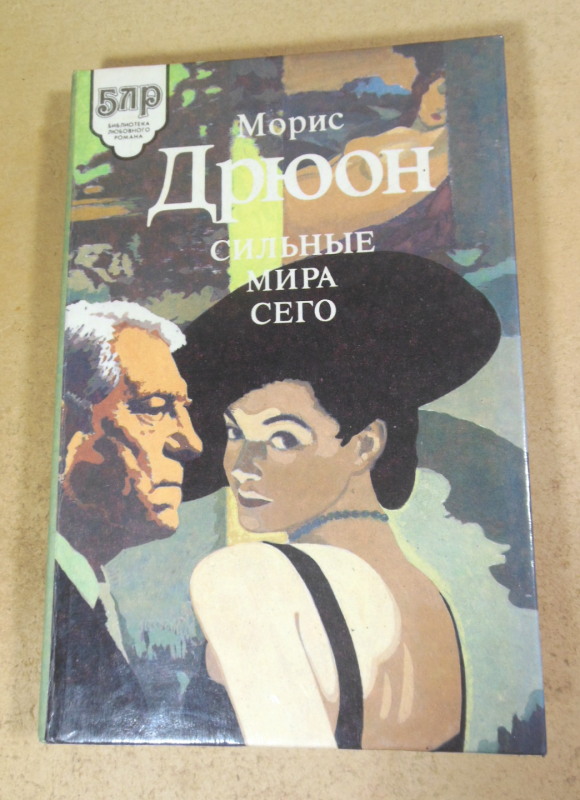 БЛР
БИБЛИОТЕКА
ЛЮБОВНОГО
РОМАНА
Морис
Дрюон
СИЛЬНЫЕ
МИРА
СЕГО